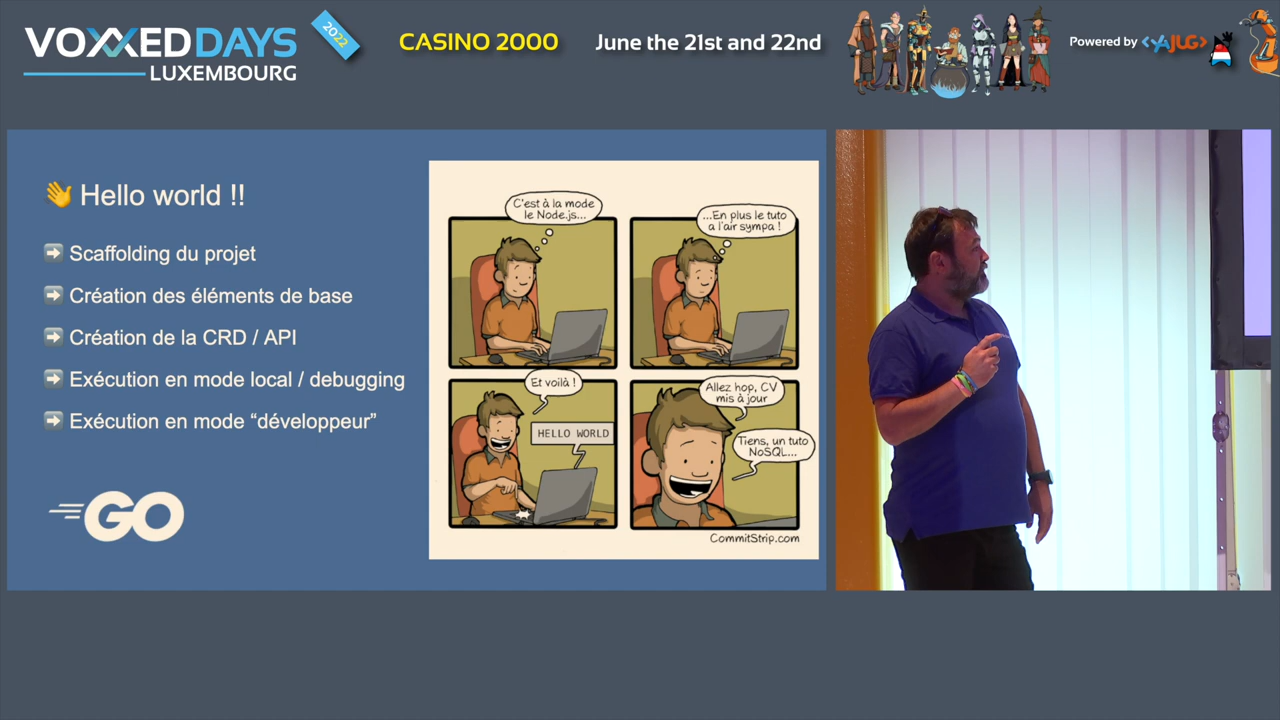 VOXXED DAYS
LUXEMBOURG
2022
CASINO 2000
June the 21st and 22nd
Powered by <YAJUG>
👋 Hello world !!
➡ Scaffolding du projet
➡ Création des éléments de base
➡ Création de la CRD / API
➡ Exécution en mode local / debugging
➡ Exécution en mode “développeur”
GO
C'est à la mode
le Node.js...
...En plus le tuto
a l'air sympa !
Et voilà !
HELLO WORLD
Allez hop, CV
mis à jour
Tiens, un tuto
NoSQL...
CommitStrip.com